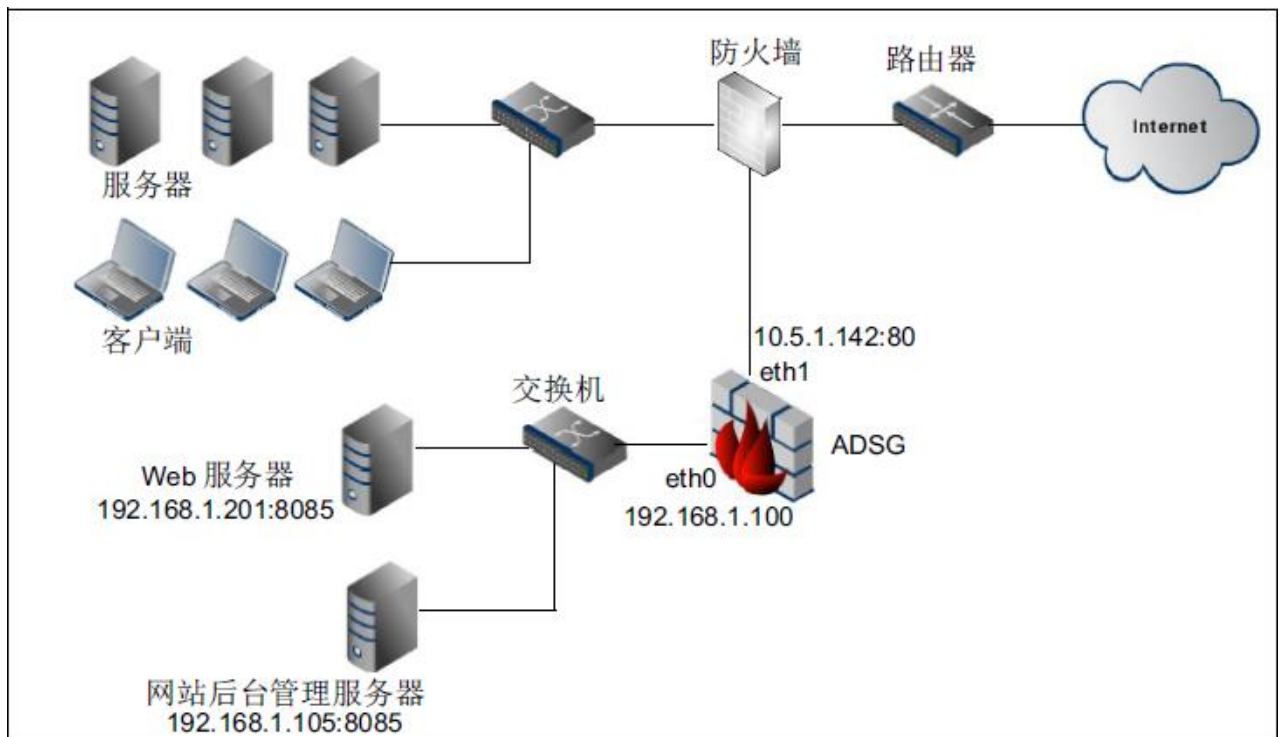 防火墙
路由器
Internet
服务器
客户端
10.5.1.142:80
eth1
交换机
ADSG
Web 服务器
192.168.1.201:8085
eth0
192.168.1.100
网站后台管理服务器
192.168.1.105:8085